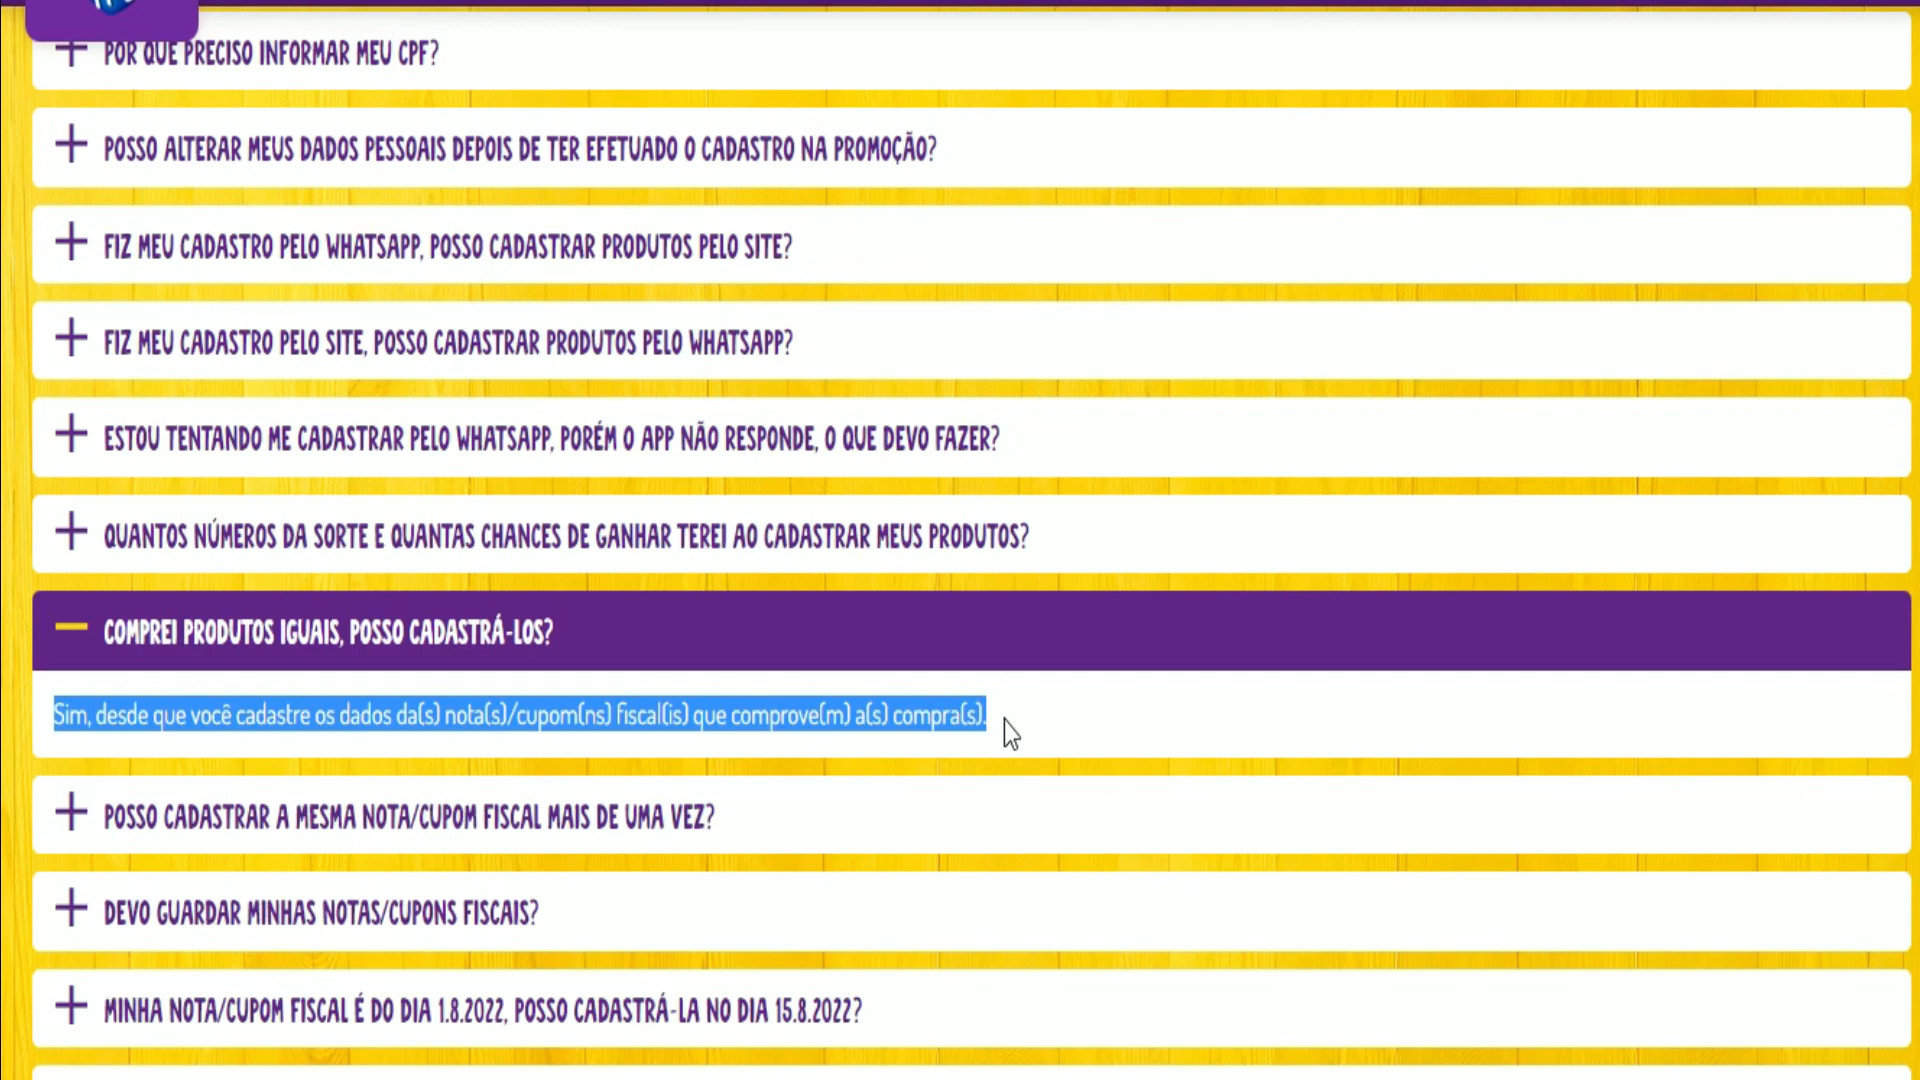 POR QUE PRECISO INFORMAR MEU CPF?
POSSO ALTERAR MEUS DADOS PESSOAIS DEPOIS DE TER EFETUADO O CADASTRO NA PROMOÇÃO?
FIZ MEU CADASTRO PELO WHATSAPP, POSSO CADASTRAR PRODUTOS PELO SITE?
FIZ MEU CADASTRO PELO SITE, POSSO CADASTRAR PRODUTOS PELO WHATSAPP?
ESTOU TENTANDO ME CADASTRAR PELO WHATSAPP, PORÉM O APP NÃO RESPONDE, O QUE DEVO FAZER?
QUANTOS NÚMEROS DA SORTE E QUANTAS CHANCES DE GANHAR TEREI AO CADASTRAR MEUS PRODUTOS?
COMPREI PRODUTOS IGUAIS, POSSO CADASTRÁ-LOS?
Sim, desde que você cadastre os dados da(s) nota(s)/cupom(ns) fiscal(is) que comprove(m) a(s) compra(s).
POSSO CADASTRAR A MESMA NOTA/CUPOM FISCAL MAIS DE UMA VEZ?
DEVO GUARDAR MINHAS NOTAS/CUPONS FISCAIS?
MINHA NOTA/CUPOM FISCAL É DO DIA 1.8.2022, POSSO CADASTRÁ-LA NO DIA 15.8.2022?